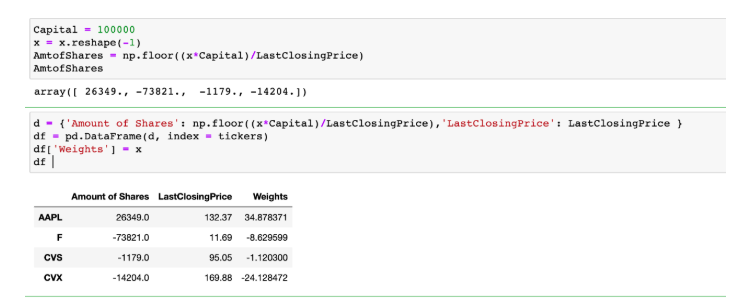 Capital = 100000
x = x.reshape(-1)
AmtofShares = np.floor((x*Capital)/LastClosingPrice)
AmtofShares
array([ 26349., -73821.,  -1179., -14204.])
d = {'Amount of Shares': np.floor((x*Capital)/LastClosingPrice),'LastClosingPrice': LastClosingPrice }
df = pd.DataFrame(d, index = tickers)
df['Weights'] = x
df
Amount of Shares LastClosingPrice Weights
AAPL 26349.0 132.37 34.878371
F -73821.0 11.69 -8.629599
CVS -1179.0 95.05 -1.120300
CVX -14204.0 169.88 -24.128472